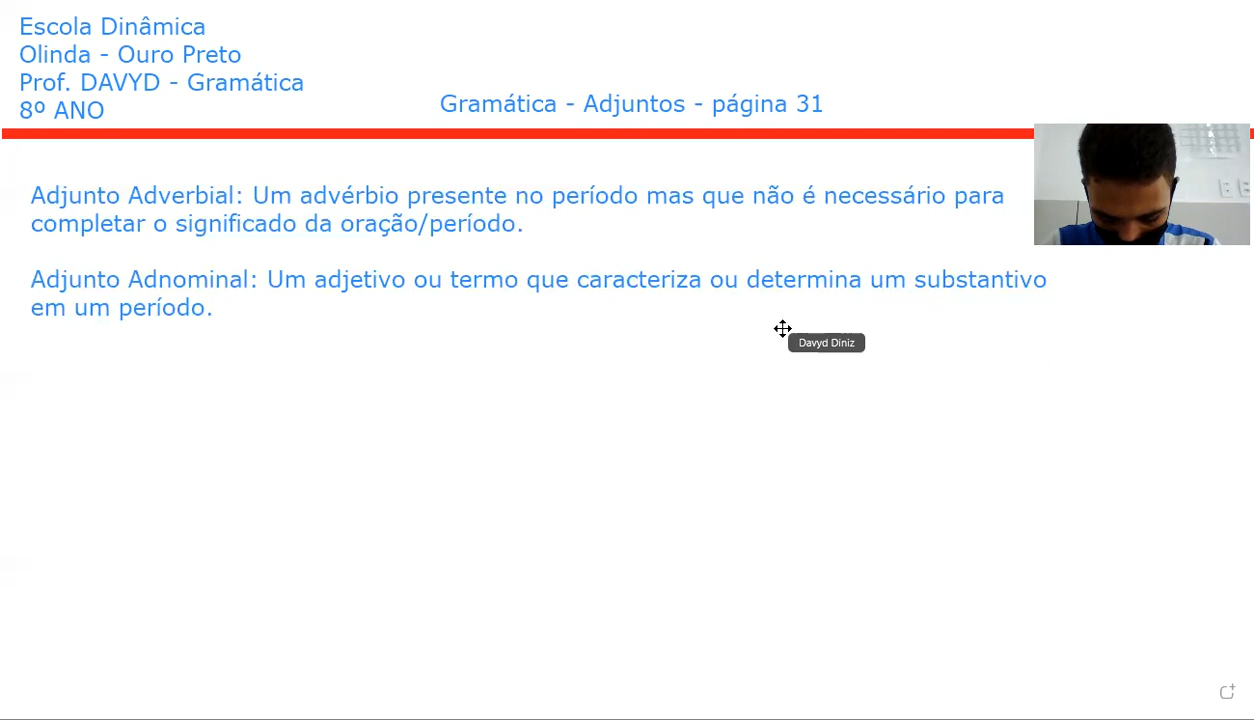 Escola Dinâmica
Olinda - Ouro Preto
Prof. DAVYD - Gramática
8º ANO
Gramática - Adjuntos - página 31
Adjunto Adverbial: Um advérbio presente no período mas que não é necessário para
completar o significado da oração/período.
Adjunto Adnominal: Um adjetivo ou termo que caracteriza ou determina um substantivo
em um período.
Davyd Diniz